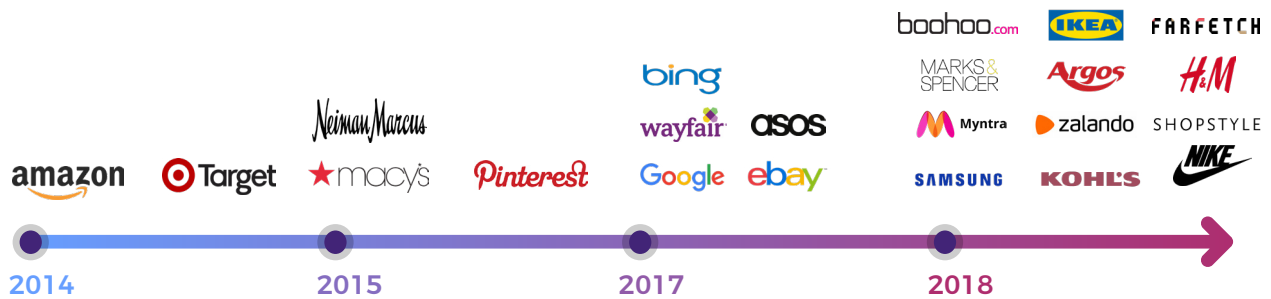 boohoo.com IKEA FARFETCH
bing MARKS&
SPENCER Argos H&M
Neiman Marcus wayfair asos Myntra zalando SHOPSTYLE
amazon Target macy's Pinterest Google ebay SAMSUNG KOHL'S NIKE
2014 2015 2017 2018